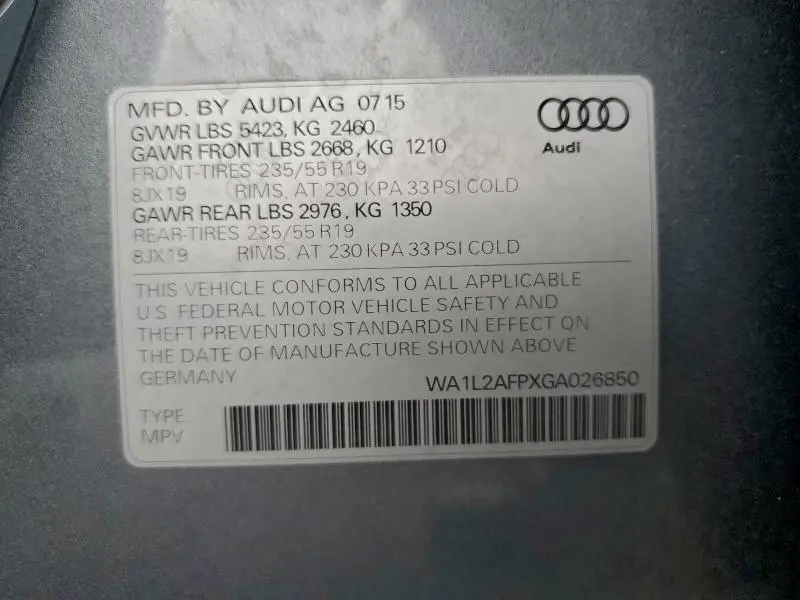 MFD. BY AUDI AG 0715
GVWR LBS 5423, KG 2460
GAWR FRONT LBS 2668, KG 1210
FRONT-TIRES 235/55 R19
8JX19 RIMS, AT 230 KPA 33 PSI COLD
GAWR REAR LBS 2976, KG 1350
REAR-TIRES 235/55 R19
8JX19 RIMS, AT 230 KPA 33 PSI COLD
Audi
THIS VEHICLE CONFORMS TO ALL APPLICABLE
U.S. FEDERAL MOTOR VEHICLE SAFETY AND
THEFT PREVENTION STANDARDS IN EFFECT ON
THE DATE OF MANUFACTURE SHOWN ABOVE
GERMANY WA1L2AFPXGA026850
TYPE
MPV